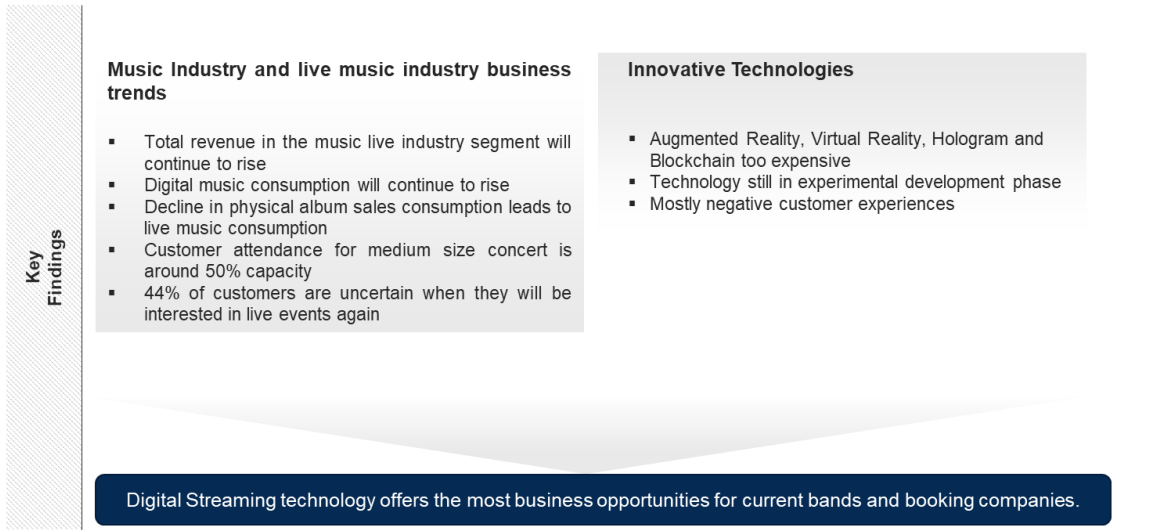 Key
Findings
Music Industry and live music industry business
trends
▪ Total revenue in the music live industry segment will
continue to rise
▪ Digital music consumption will continue to rise
▪ Decline in physical album sales consumption leads to
live music consumption
▪ Customer attendance for medium size concert is
around 50% capacity
▪ 44% of customers are uncertain when they will be
interested in live events again
Innovative Technologies
▪ Augmented Reality, Virtual Reality, Hologram and
Blockchain too expensive
▪ Technology still in experimental development phase
▪ Mostly negative customer experiences
Digital Streaming technology offers the most business opportunities for current bands and booking companies.